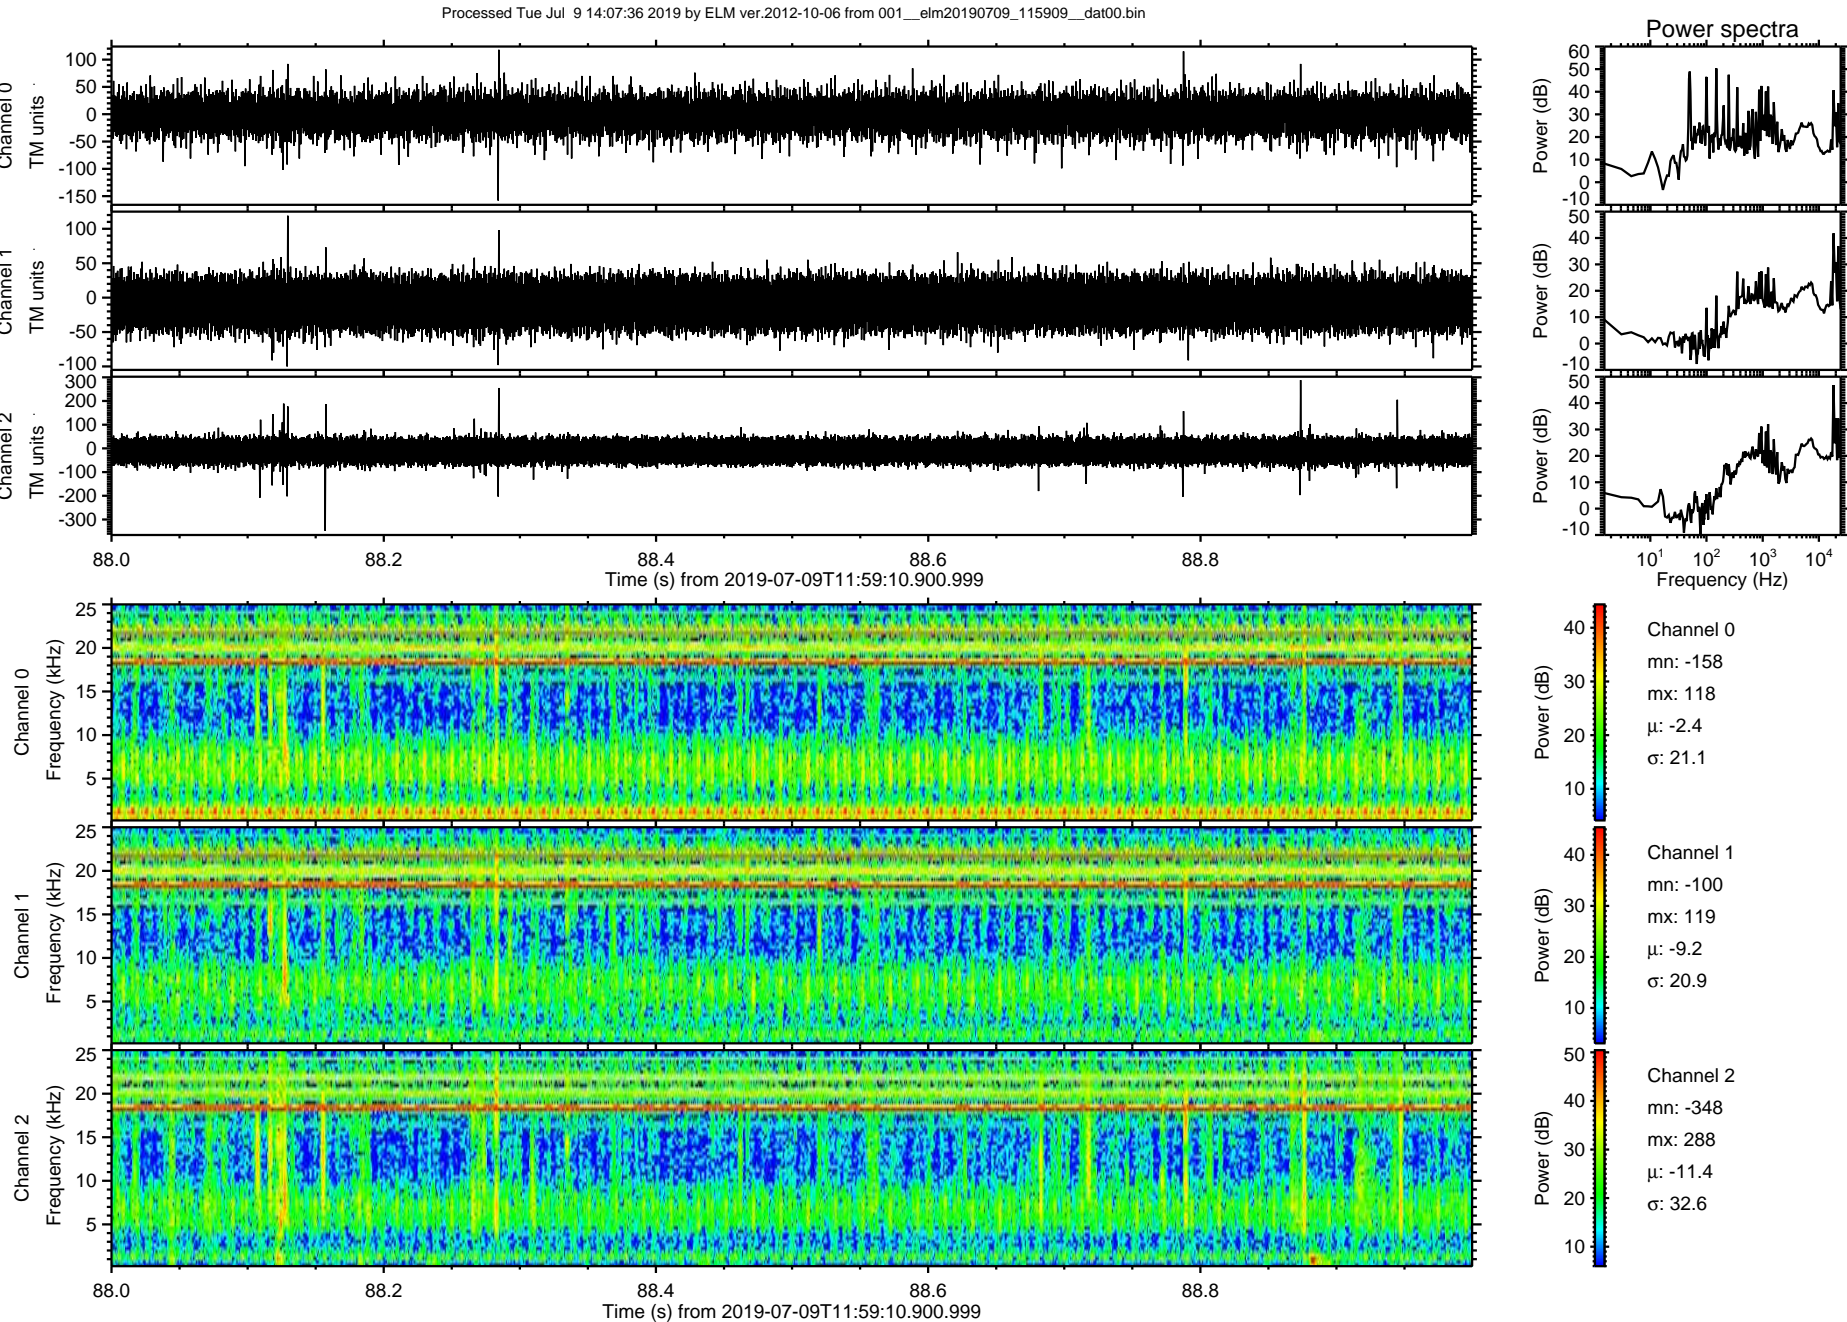 Processed Tue Jul  9 14:07:36 2019 by ELM ver.2012-10-06 from 001__elm20190709_115909__dat00.bin
Power spectra
Channel 0
TM units
100
50
0
-50
-100
-150
Power (dB)
60
50
40
30
20
10
0
-10
Channel 1
TM units
100
50
0
-50
-100
Power (dB)
50
40
30
20
10
0
-10
Channel 2
TM units
300
200
100
0
-100
-200
-300
Power (dB)
50
40
30
20
10
0
-10
88.0 88.2 88.4 88.6 88.8
Time (s) from 2019-07-09T11:59:10.900.999
10^1 10^2 10^3 10^4
Frequency (Hz)
Channel 0
Frequency (kHz)
25
20
15
10
5
Power (dB)
40
30
20
10
Channel 0
mn: -158
mx: 118
μ: -2.4
σ: 21.1
Channel 1
Frequency (kHz)
25
20
15
10
5
Power (dB)
40
30
20
10
Channel 1
mn: -100
mx: 119
μ: -9.2
σ: 20.9
Channel 2
Frequency (kHz)
25
20
15
10
5
Power (dB)
50
40
30
20
10
Channel 2
mn: -348
mx: 288
μ: -11.4
σ: 32.6
88.0 88.2 88.4 88.6 88.8
Time (s) from 2019-07-09T11:59:10.900.999